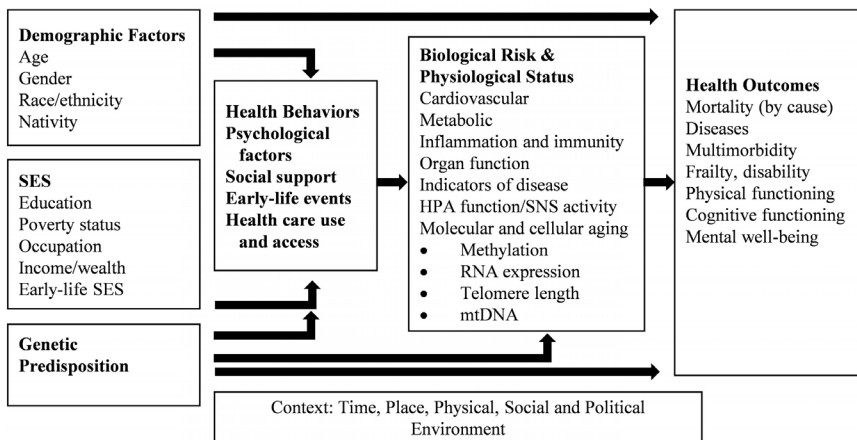 Demographic Factors
Age
Gender
Race/ethnicity
Nativity
SES
Education
Poverty status
Occupation
Income/wealth
Early-life SES
Genetic
Predisposition
Health Behaviors
Psychological
factors
Social support
Early-life events
Health care use
and access
Biological Risk &
Physiological Status
Cardiovascular
Metabolic
Inflammation and immunity
Organ function
Indicators of disease
HPA function/SNS activity
Molecular and cellular aging
• Methylation
• RNA expression
• Telomere length
• mtDNA
Health Outcomes
Mortality (by cause)
Diseases
Multimorbidity
Frailty, disability
Physical functioning
Cognitive functioning
Mental well-being
Context: Time, Place, Physical, Social and Political
Environment